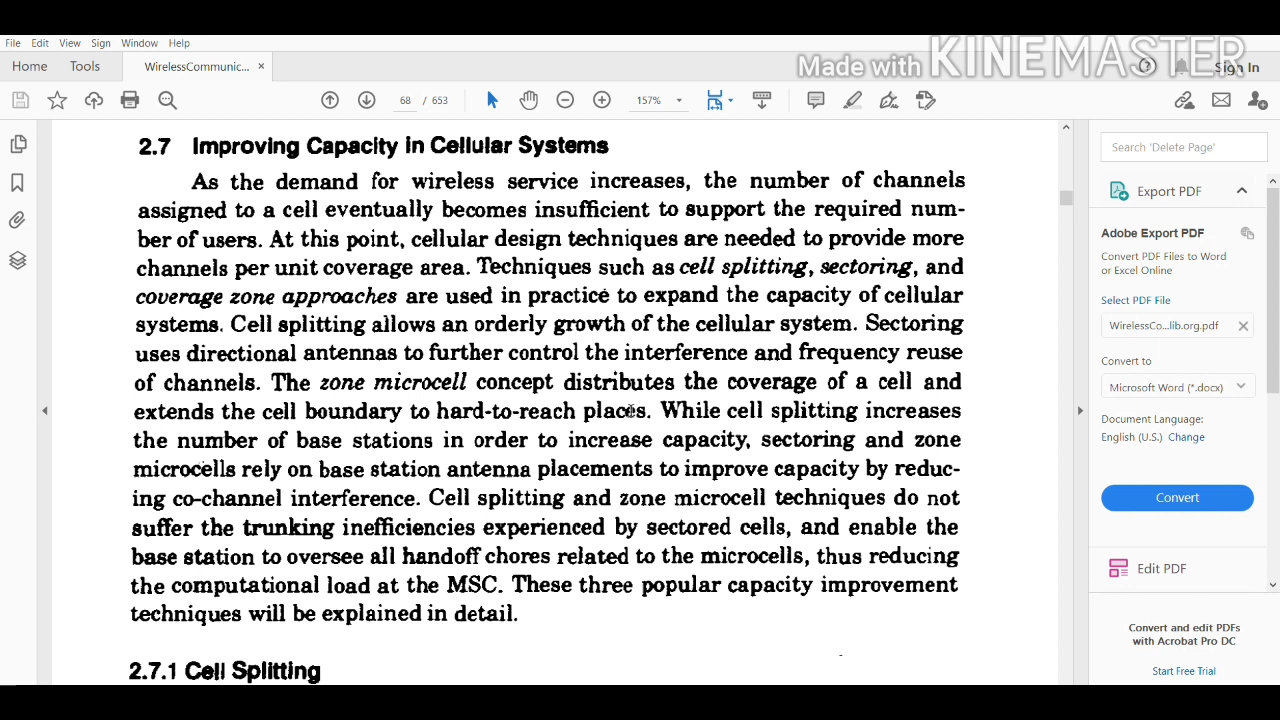 File Edit View Sign Window Help
Made with KINEMASTER
Home Tools WirelessCommunic... × Sign In
68 / 653 157%
2.7 Improving Capacity in Cellular Systems
As the demand for wireless service increases, the number of channels
assigned to a cell eventually becomes insufficient to support the required num-
ber of users. At this point, cellular design techniques are needed to provide more
channels per unit coverage area. Techniques such as cell splitting, sectoring, and
coverage zone approaches are used in practice to expand the capacity of cellular
systems. Cell splitting allows an orderly growth of the cellular system. Sectoring
uses directional antennas to further control the interference and frequency reuse
of channels. The zone microcell concept distributes the coverage of a cell and
extends the cell boundary to hard-to-reach places. While cell splitting increases
the number of base stations in order to increase capacity, sectoring and zone
microcells rely on base station antenna placements to improve capacity by reduc-
ing co-channel interference. Cell splitting and zone microcell techniques do not
suffer the trunking inefficiencies experienced by sectored cells, and enable the
base station to oversee all handoff chores related to the microcells, thus reducing
the computational load at the MSC. These three popular capacity improvement
techniques will be explained in detail.
2.7.1 Cell Splitting
Search 'Delete Page'
Export PDF
Adobe Export PDF
Convert PDF Files to Word
or Excel Online
Select PDF File
WirelessCo...lib.org.pdf ×
Convert to
Microsoft Word (*.docx)
Document Language:
English (U.S.) Change
Convert
Edit PDF
Convert and edit PDFs
with Acrobat Pro DC
Start Free Trial